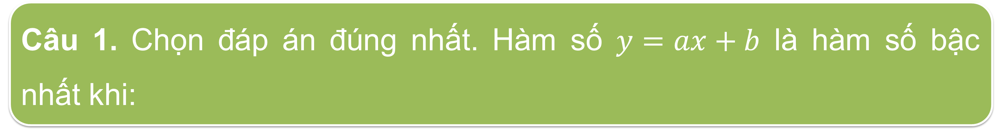 Câu 1. Chọn đáp án đúng nhất. Hàm số y = ax + b là hàm số bậc
nhất khi: